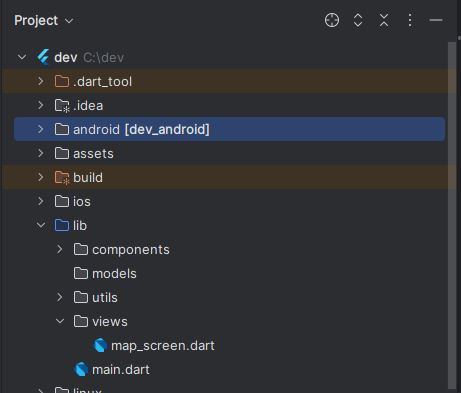 Project
dev C:\dev
.dart_tool
.idea
android [dev_android]
assets
build
ios
lib
components
models
utils
views
map_screen.dart
main.dart
linux